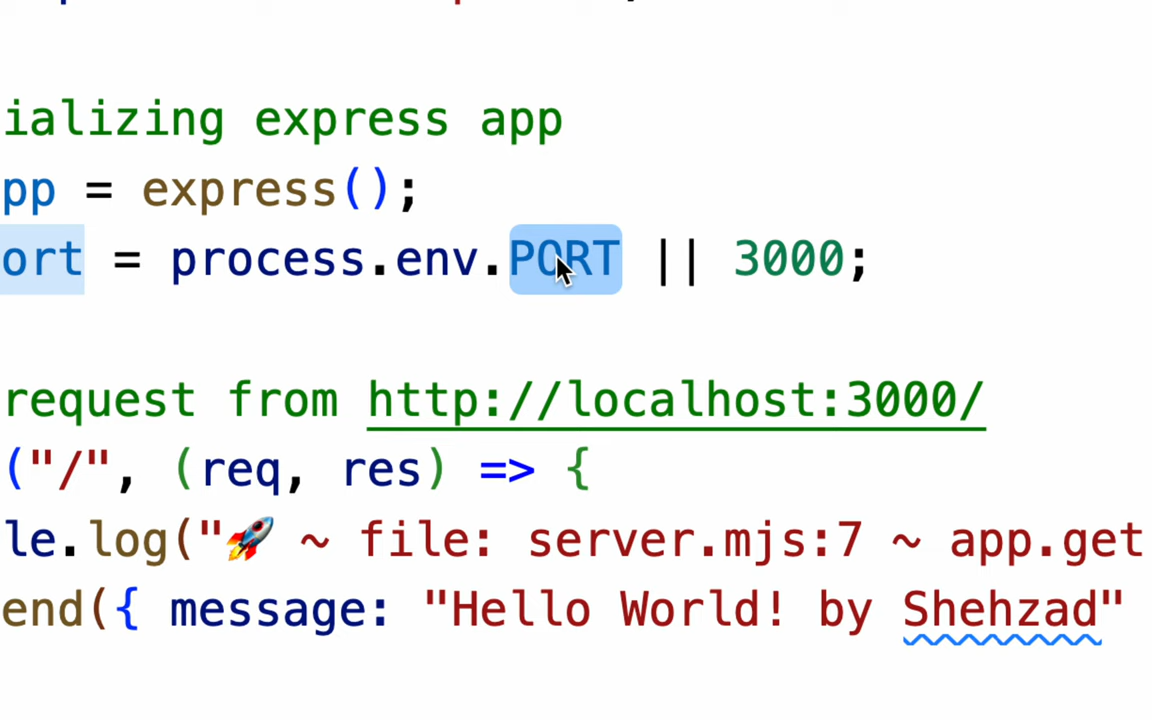 ializing express app
pp = express();
ort = process.env.PORT || 3000;
request from http://localhost:3000/
("/", (req, res) => {
le.log("🚀 ~ file: server.mjs:7 ~ app.get
end({ message: "Hello World! by Shehzad"